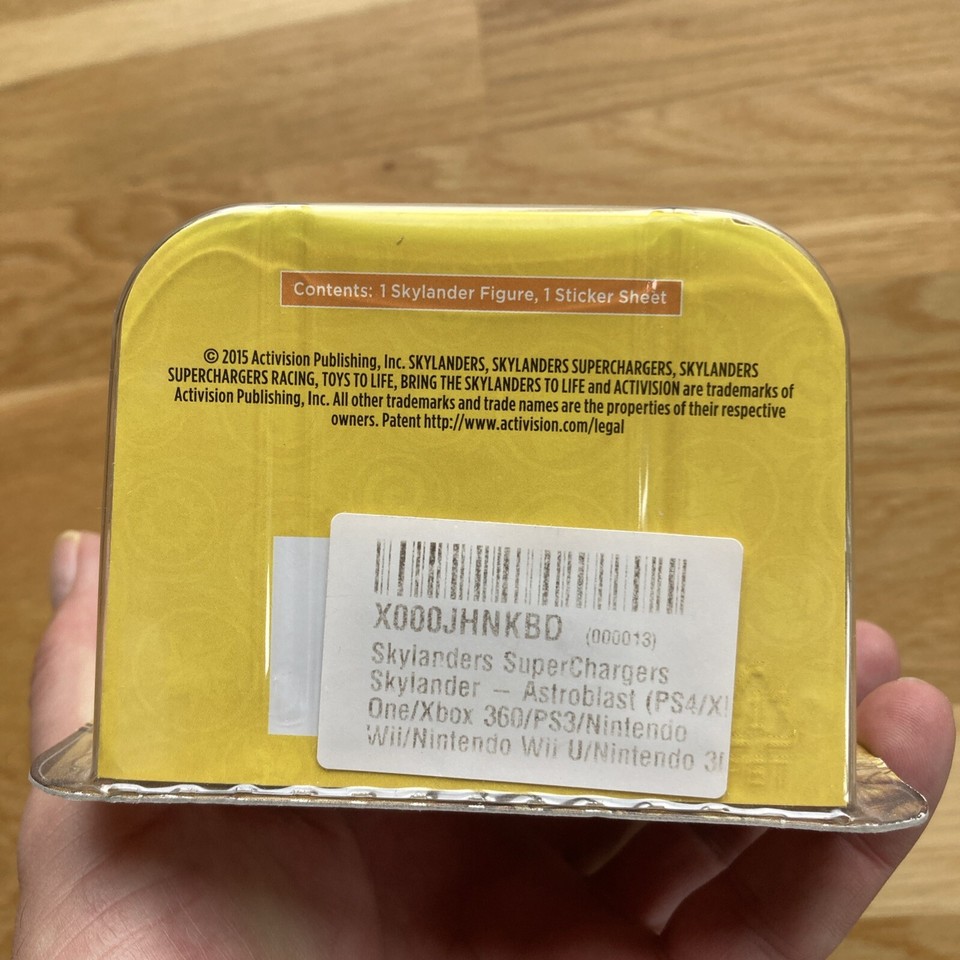 Contents: 1 Skylander Figure, 1 Sticker Sheet
© 2015 Activision Publishing, Inc. SKYLANDERS, SKYLANDERS SUPERCHARGERS, SKYLANDERS
SUPERCHARGERS RACING, TOYS TO LIFE, BRING THE SKYLANDERS TO LIFE and ACTIVISION are trademarks of
Activision Publishing, Inc. All other trademarks and trade names are the properties of their respective
owners. Patent http://www.activision.com/legal
X000JHNKBD (000013)
Skylanders SuperChargers
Skylander – Astroblast (PS4/X
One/Xbox 360/PS3/Nintendo
Wii/Nintendo Wii U/Nintendo 3